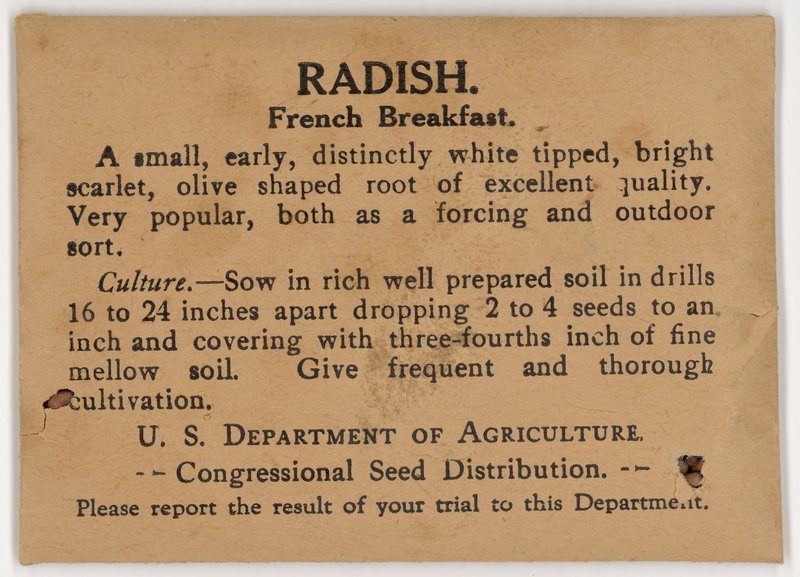 RADISH.
French Breakfast.
A small, early, distinctly white tipped, bright
scarlet, olive shaped root of excellent quality.
Very popular, both as a forcing and outdoor
sort.
Culture.—Sow in rich well prepared soil in drills
16 to 24 inches apart dropping 2 to 4 seeds to an
inch and covering with three-fourths inch of fine
mellow soil. Give frequent and thorough
cultivation.
U. S. DEPARTMENT OF AGRICULTURE.
-- Congressional Seed Distribution. --
Please report the result of your trial to this Department.